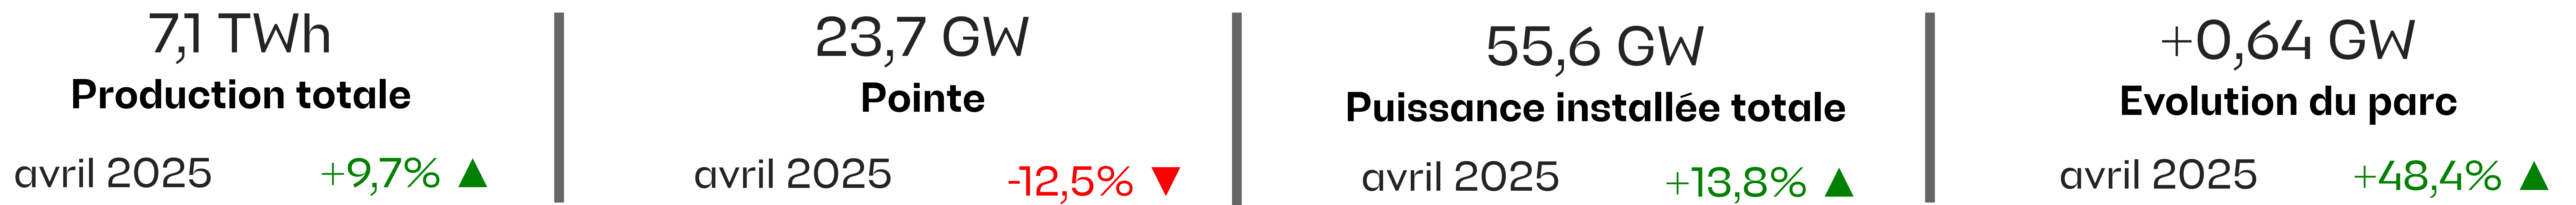 7,1 TWh
Production totale
avril 2025 +9,7% ▲
23,7 GW
Pointe
avril 2025 -12,5% ▼
55,6 GW
Puissance installée totale
avril 2025 +13,8% ▲
+0,64 GW
Evolution du parc
avril 2025 +48,4% ▲